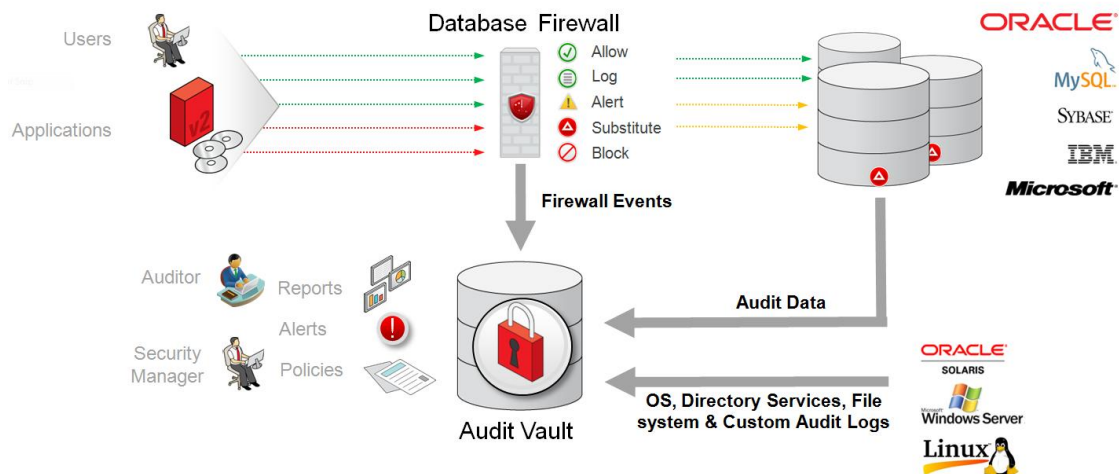 Database Firewall
Users
Applications
v2
Allow
Log
Alert
Substitute
Block
ORACLE
MySQL
SYBASE
IBM
Microsoft
Firewall Events
Auditor
Reports
Alerts
Security
Manager
Policies
Audit Data
Audit Vault
OS, Directory Services, File
system & Custom Audit Logs
ORACLE
SOLARIS
Microsoft
Windows Server
Linux